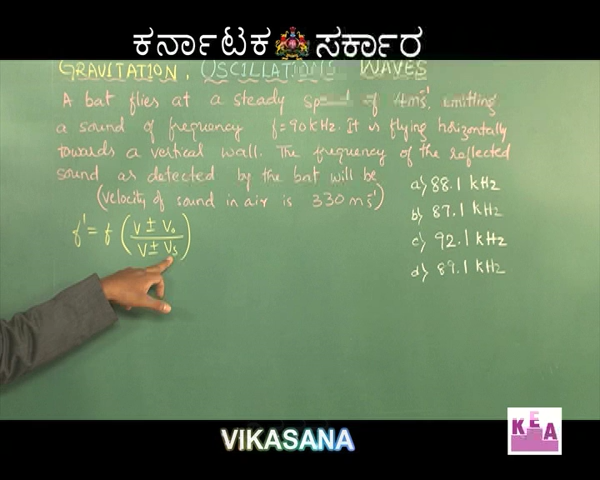 ಕರ್ನಾಟಕ ಸರ್ಕಾರ
GRAVITATION, OSCILLATIONS WAVES
A bat flies at a steady speed of 4ms⁻¹. emitting
a sound of frequency f=90kHz. It is flying horizontally
towards a vertical wall. The frequency of the reflected
sound as detected by the bat will be
(velocity of sound in air is 330 ms⁻¹)
a) 88.1 kHz
b) 87.1 kHz
c) 92.1 kHz
d) 89.1 kHz
f' = f (V ± V₀ / V ± Vₛ)
KEA
VIKASANA